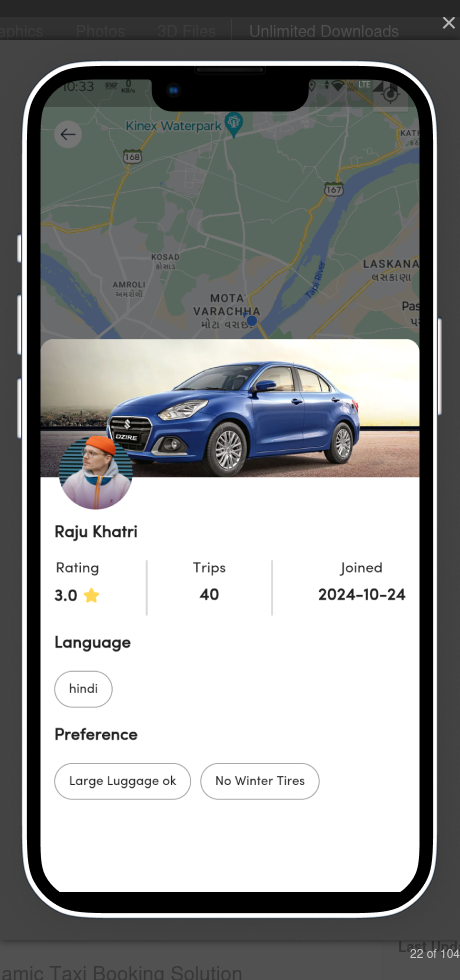 aphics Photos 3D Files Unlimited Downloads
10:33
LTE
Kinex Waterpark
168
167
KOSAD
કોસાડ
AMROLI
અમરોલી
LASKANA
લસકાણા
Tapi River
MOTA
VARACHHA
મોટા વરાછા
Pas
DZIRE
Raju Khatri
Rating Trips Joined
3.0 40 2024-10-24
Language
hindi
Preference
Large Luggage ok No Winter Tires
Last Upd
22 of 104
amic Taxi Booking Solution